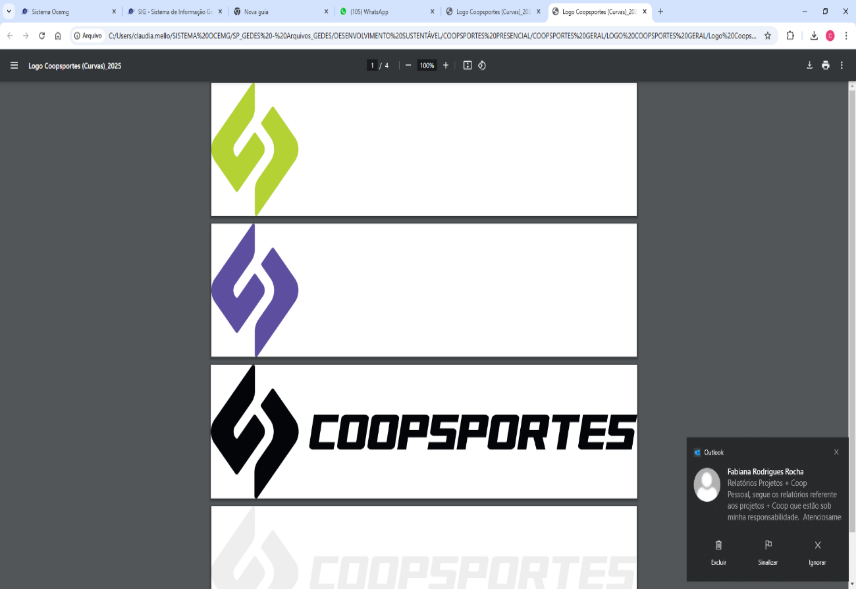 Sistema Ocemg
SIG - Sistema de Informação G
Nova guia
(105) WhatsApp
Logo Coopsportes (Curvas)_20
Logo Coopsportes (Curvas)_20
Arquivo
C:/Users/claudia.mello/SISTEMA%20OCEMG/SP_GEDES%20-%20Arquivos_GEDES/DESENVOLVIMENTO%20SUSTENTÁVEL/COOPSPORTES%20PRESENCIAL/COOPSPORTES%20GERAL/LOGO%20COOPSPORTES%20GERAL/Logo%20Coops...
Logo Coopsportes (Curvas)_2025
1 / 4
100%
COOPSPORTES
COOPSPORTES
Outlook
Fabiana Rodrigues Rocha
Relatórios Projetos + Coop
Pessoal, segue os relatórios referente
aos projetos + Coop que estão sob
minha responsabilidade. Atenciosame
Excluir
Sinalizar
Ignorar